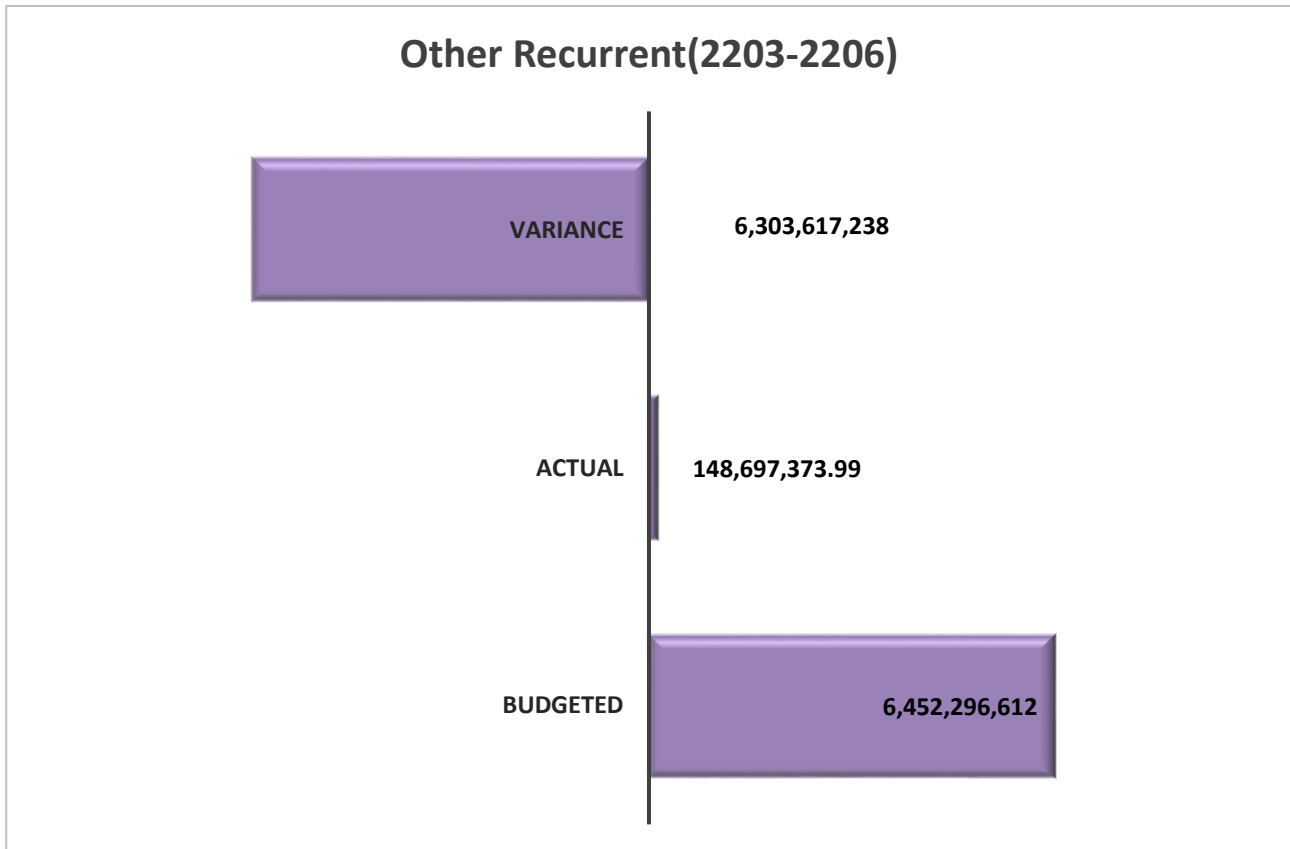 Other Recurrent(2203-2206)
VARIANCE 6,303,617,238
ACTUAL 148,697,373.99
BUDGETED 6,452,296,612